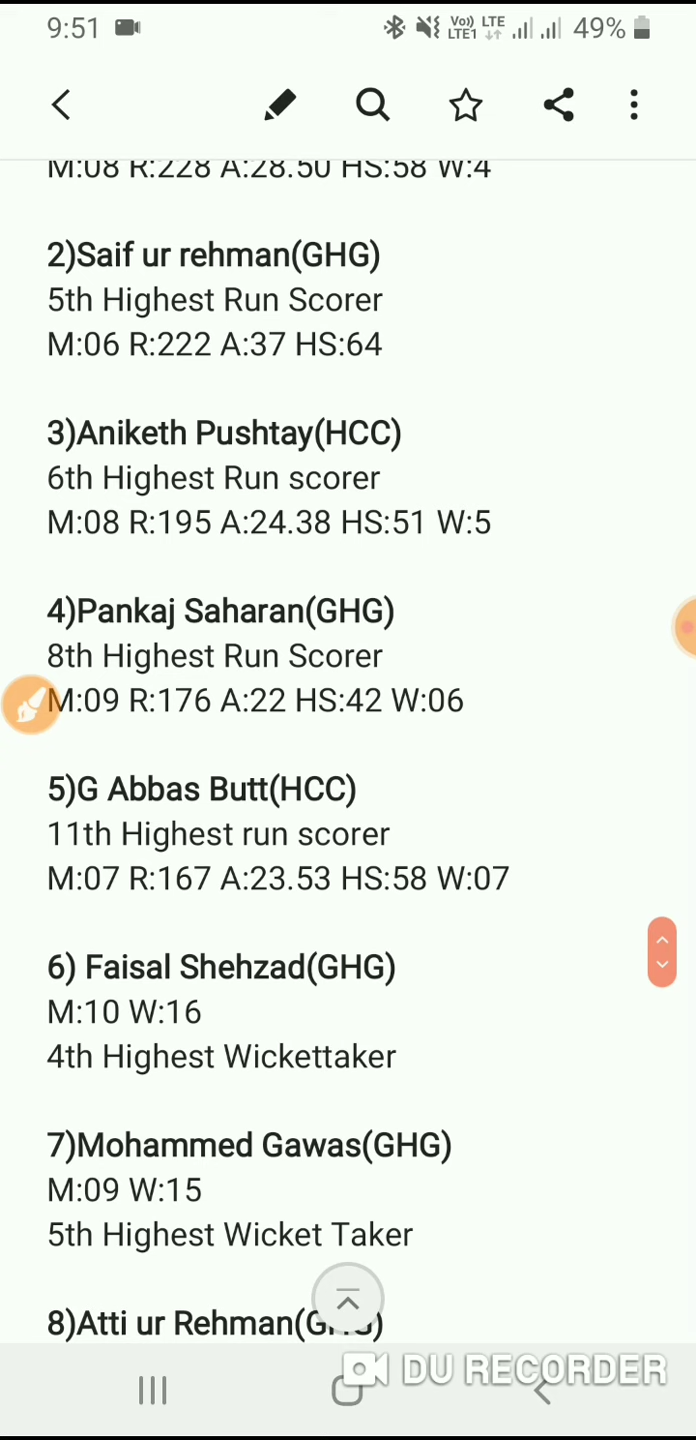 9:51 Vo)) LTE LTE1 49%
M:08 R:228 A:28.50 HS:58 W:4
2)Saif ur rehman(GHG)
5th Highest Run Scorer
M:06 R:222 A:37 HS:64
3)Aniketh Pushtay(HCC)
6th Highest Run scorer
M:08 R:195 A:24.38 HS:51 W:5
4)Pankaj Saharan(GHG)
8th Highest Run Scorer
M:09 R:176 A:22 HS:42 W:06
5)G Abbas Butt(HCC)
11th Highest run scorer
M:07 R:167 A:23.53 HS:58 W:07
6) Faisal Shehzad(GHG)
M:10 W:16
4th Highest Wickettaker
7)Mohammed Gawas(GHG)
M:09 W:15
5th Highest Wicket Taker
8)Atti ur Rehman(GHG)
DU RECORDER